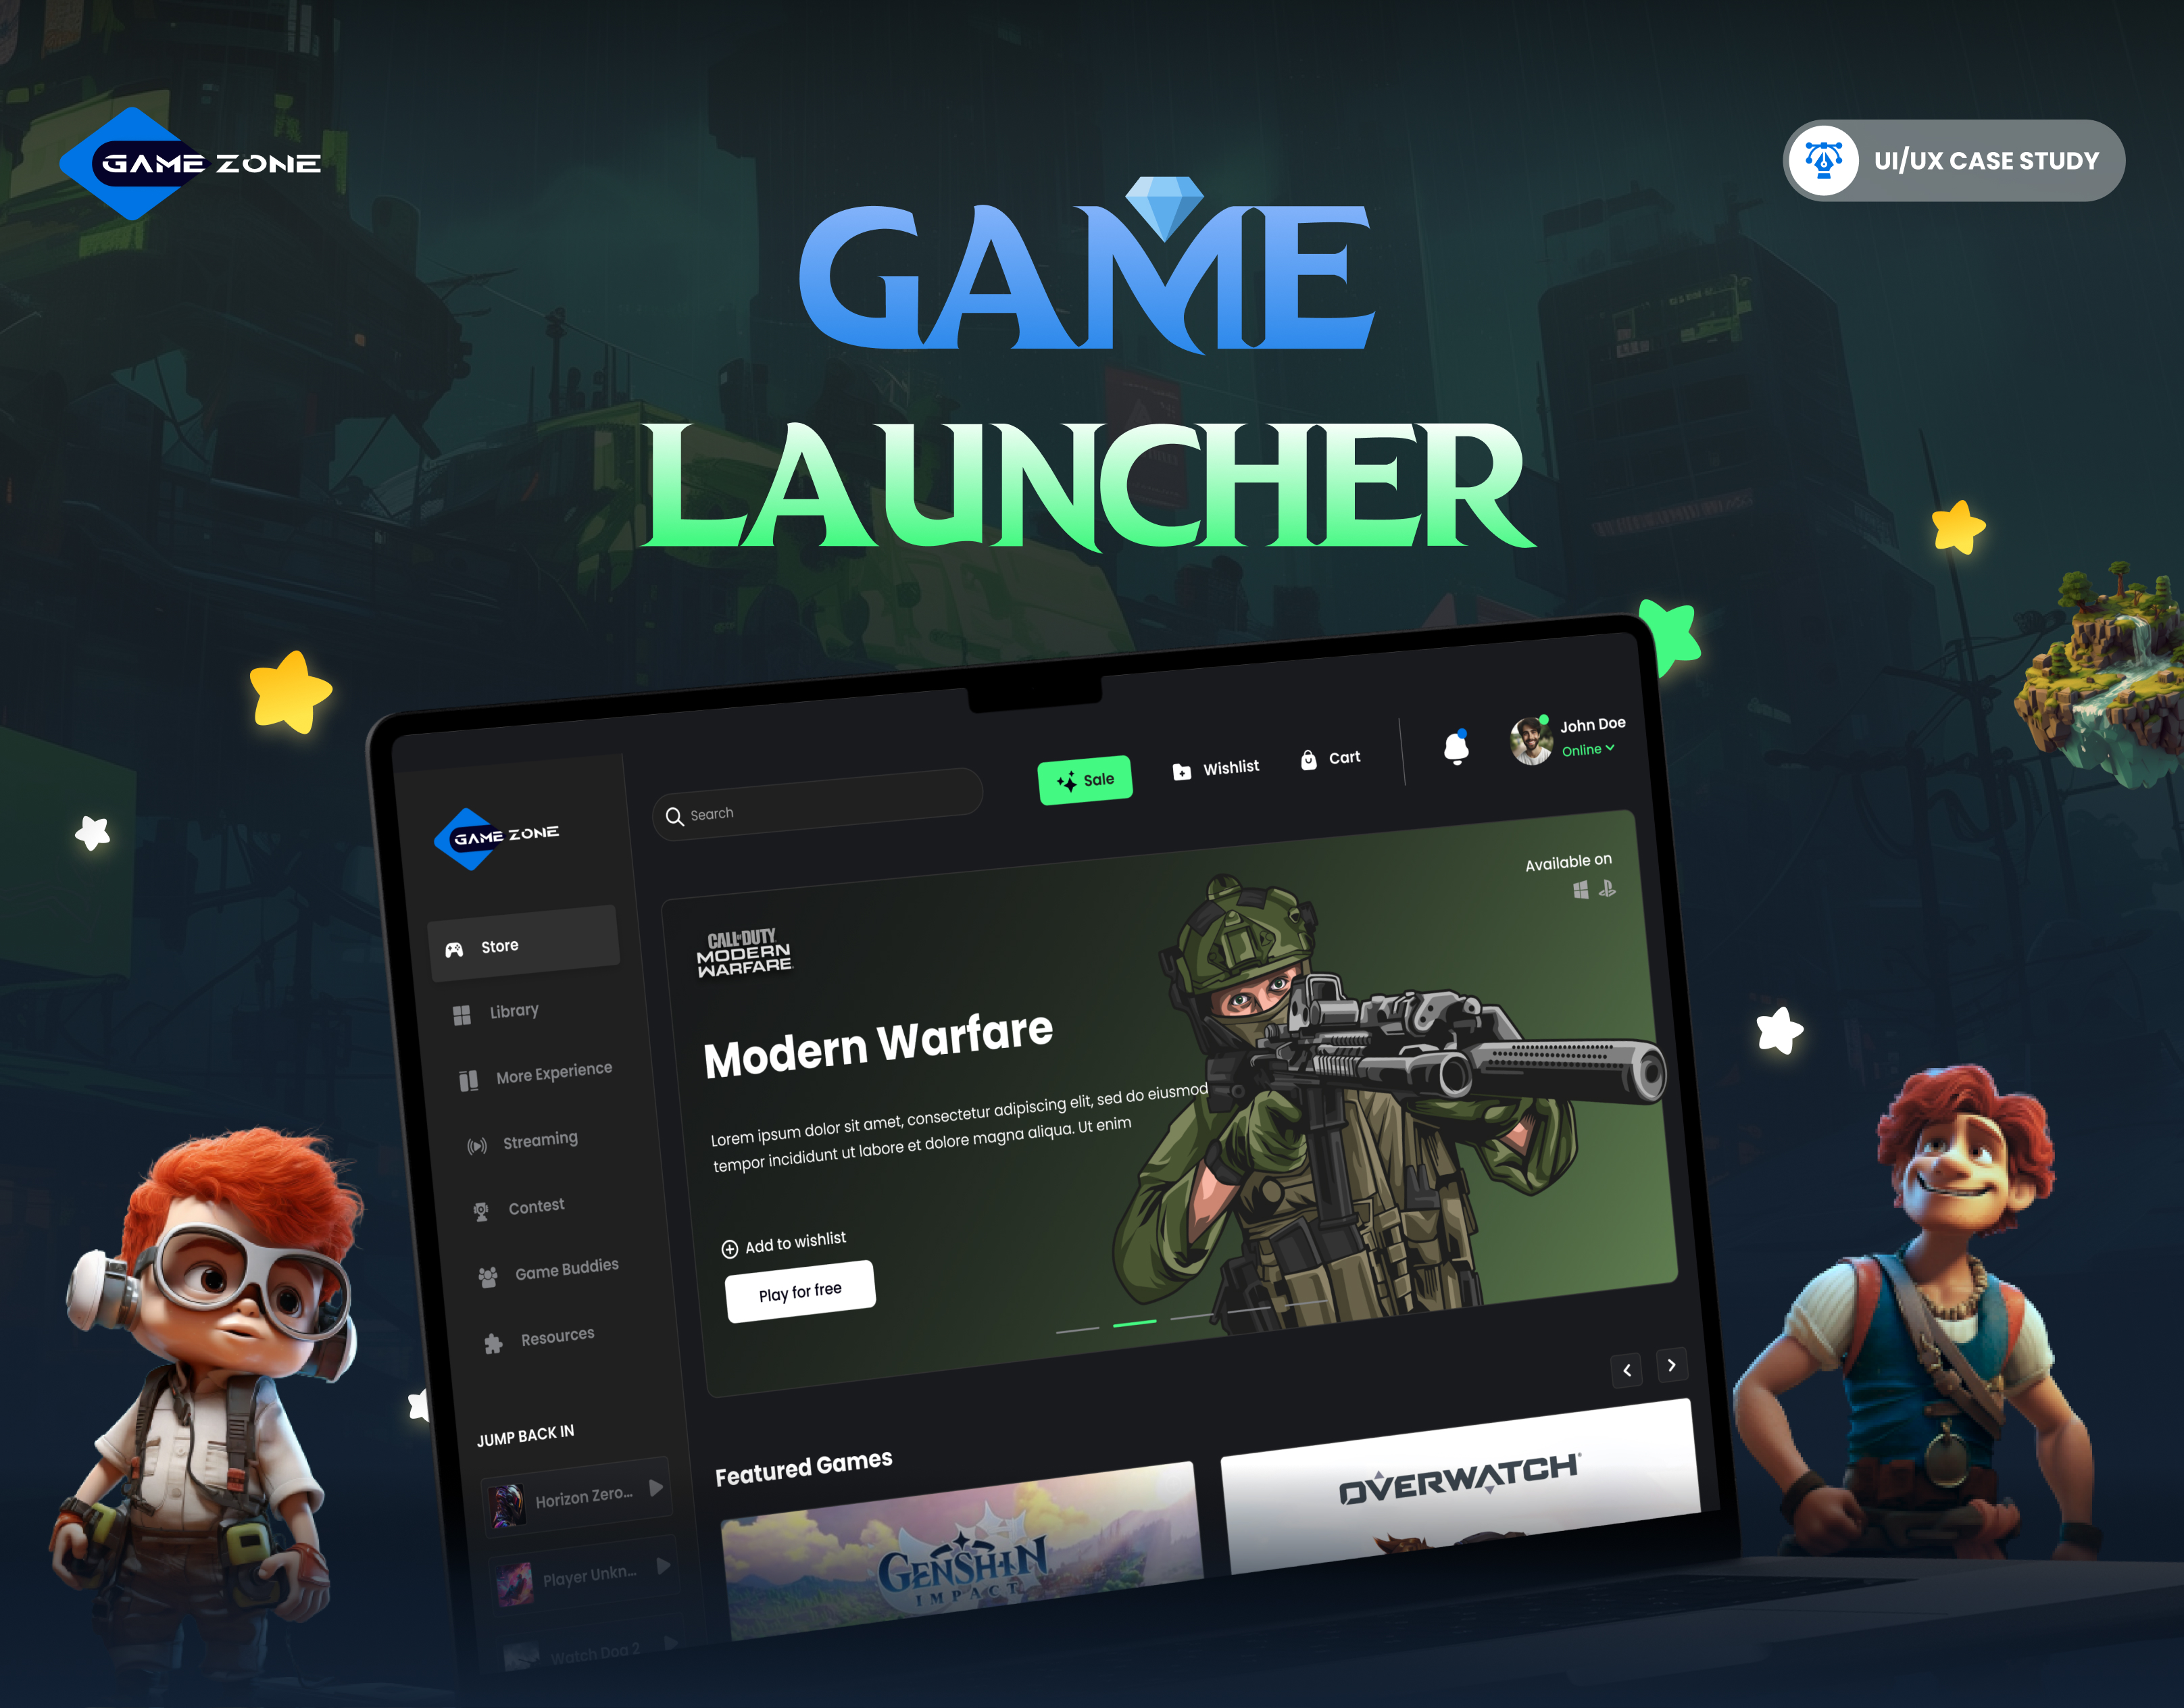 GAME ZONE
UI/UX CASE STUDY
GAME
LAUNCHER
GAME ZONE
Search
Sale
Wishlist
Cart
John Doe
Online
Store
Library
More Experience
Streaming
Contest
Game Buddies
Resources
JUMP BACK IN
Horizon Zero...
Player Unkn...
Watch Dog 2
Available on
CALL OF DUTY
MODERN
WARFARE
Modern Warfare
Lorem ipsum dolor sit amet, consectetur adipiscing elit, sed do eiusmod
tempor incididunt ut labore et dolore magna aliqua. Ut enim
Add to wishlist
Play for free
Featured Games
GENSHIN
IMPACT
OVERWATCH